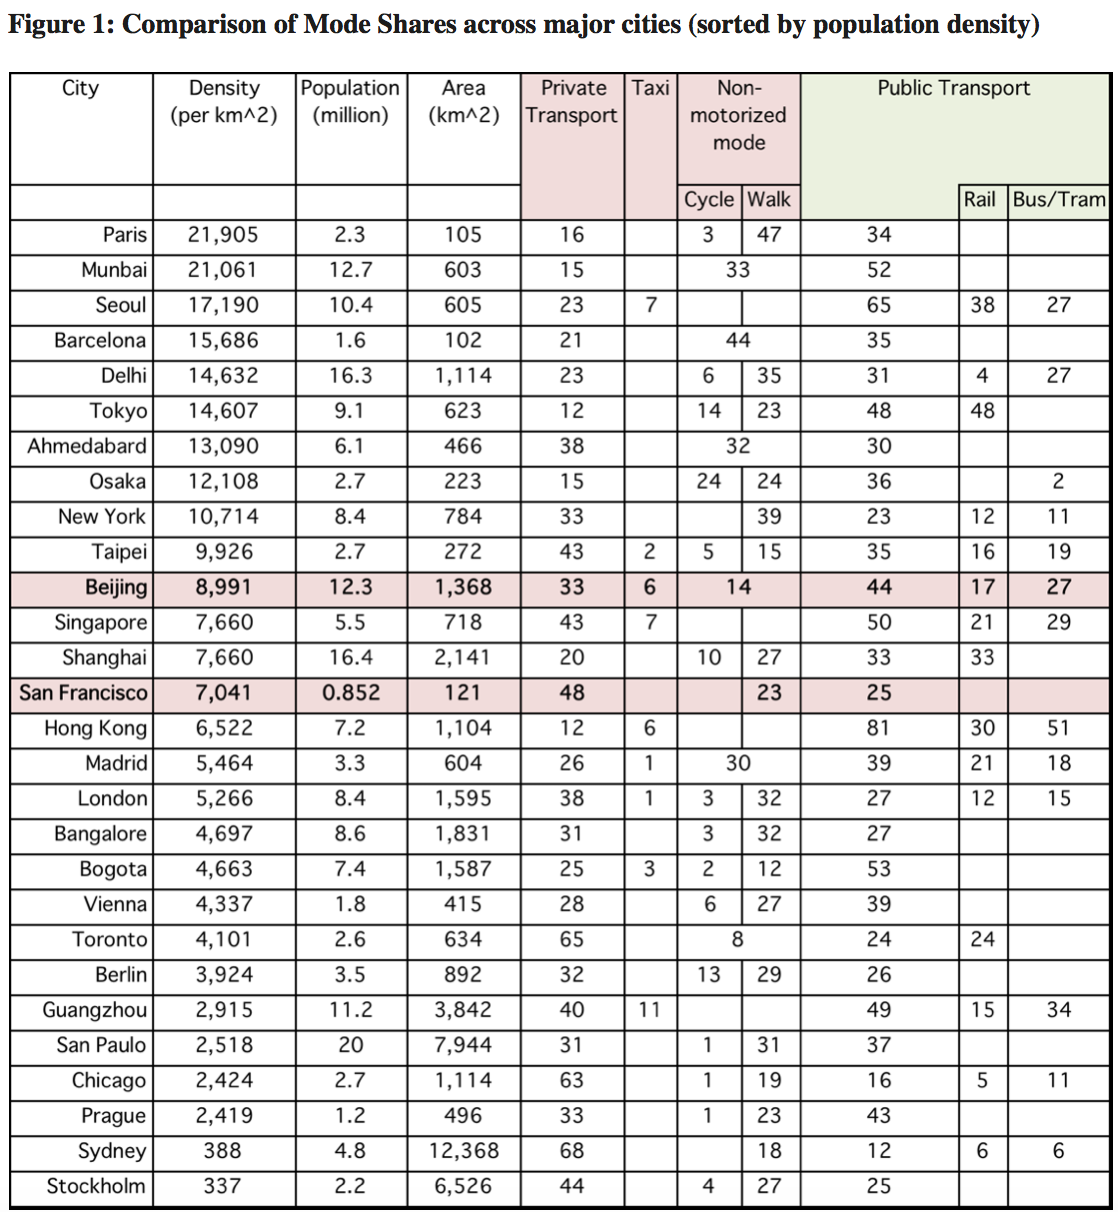 Figure 1: Comparison of Mode Shares across major cities (sorted by population density)
City Density (per km^2) Population (million) Area (km^2) Private Transport Taxi Non-motorized mode Public Transport
Cycle Walk Rail Bus/Tram
Paris 21,905 2.3 105 16 3 47 34
Munbai 21,061 12.7 603 15 33 52
Seoul 17,190 10.4 605 23 7 65 38 27
Barcelona 15,686 1.6 102 21 44 35
Delhi 14,632 16.3 1,114 23 6 35 31 4 27
Tokyo 14,607 9.1 623 12 14 23 48 48
Ahmedabard 13,090 6.1 466 38 32 30
Osaka 12,108 2.7 223 15 24 24 36 2
New York 10,714 8.4 784 33 39 23 12 11
Taipei 9,926 2.7 272 43 2 5 15 35 16 19
Beijing 8,991 12.3 1,368 33 6 14 44 17 27
Singapore 7,660 5.5 718 43 7 50 21 29
Shanghai 7,660 16.4 2,141 20 10 27 33 33
San Francisco 7,041 0.852 121 48 23 25
Hong Kong 6,522 7.2 1,104 12 6 81 30 51
Madrid 5,464 3.3 604 26 1 30 39 21 18
London 5,266 8.4 1,595 38 1 3 32 27 12 15
Bangalore 4,697 8.6 1,831 31 3 32 27
Bogota 4,663 7.4 1,587 25 3 2 12 53
Vienna 4,337 1.8 415 28 6 27 39
Toronto 4,101 2.6 634 65 8 24 24
Berlin 3,924 3.5 892 32 13 29 26
Guangzhou 2,915 11.2 3,842 40 11 49 15 34
San Paulo 2,518 20 7,944 31 1 31 37
Chicago 2,424 2.7 1,114 63 1 19 16 5 11
Prague 2,419 1.2 496 33 1 23 43
Sydney 388 4.8 12,368 68 18 12 6 6
Stockholm 337 2.2 6,526 44 4 27 25